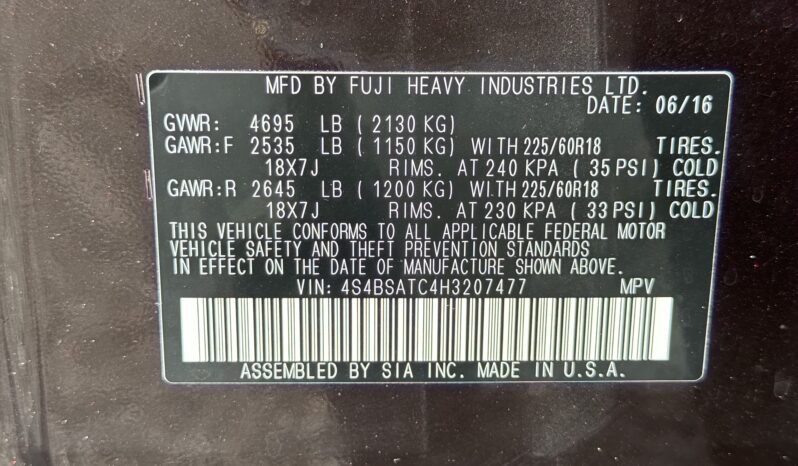 MFD BY FUJI HEAVY INDUSTRIES LTD.
DATE: 06/16
GVWR: 4695 LB ( 2130 KG)
GAWR:F 2535 LB ( 1150 KG) WITH 225/60R18 TIRES.
18X7J RIMS. AT 240 KPA ( 35 PSI) COLD
GAWR:R 2645 LB ( 1200 KG) WITH 225/60R18 TIRES.
18X7J RIMS. AT 230 KPA ( 33 PSI) COLD
THIS VEHICLE CONFORMS TO ALL APPLICABLE FEDERAL MOTOR
VEHICLE SAFETY AND THEFT PREVENTION STANDARDS
IN EFFECT ON THE DATE OF MANUFACTURE SHOWN ABOVE.
VIN: 4S4BSATC4H3207477 MPV
ASSEMBLED BY SIA INC. MADE IN U.S.A.